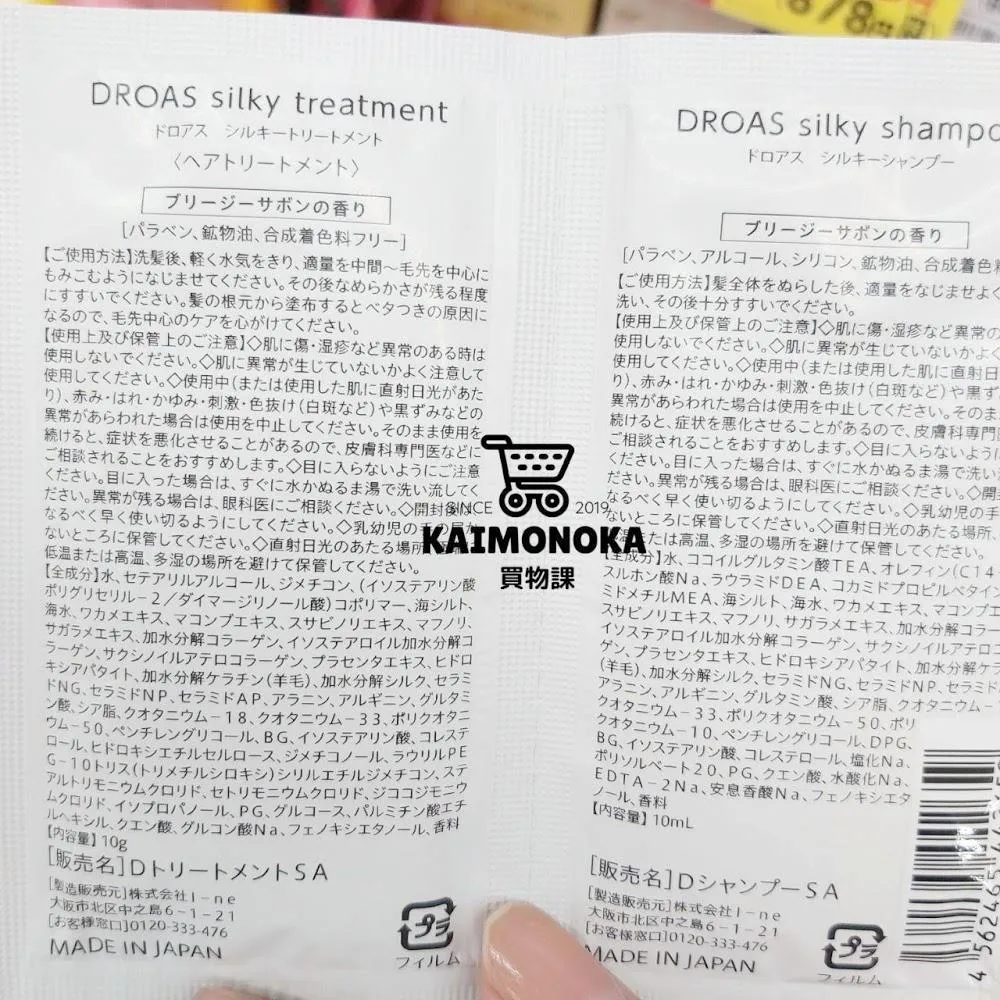 DROAS silky treatment
ドロアス シルキートリートメント
〈ヘアトリートメント〉
ブリージーサボンの香り
[パラベン、鉱物油、合成着色料フリー]
【ご使用方法】洗髪後、軽く水気をきり、適量を中間〜毛先を中心に
もみこむようになじませてください。その後なめらかさが残る程度
にすすいでください。髪の根元から塗布するとベタつきの原因に
なるので、毛先中心のケアを心がけてください。
【使用上及び保管上のご注意】◇肌に傷・湿疹など異常のある時は
使用しないでください。◇肌に異常が生じていないかよく注意して
使用してください。◇使用中(または使用した肌に直射日光があた
り)、赤み・はれ・かゆみ・刺激・色抜け(白斑など)や黒ずみなどの
異常があらわれた場合は使用を中止してください。そのまま使用を
続けると、症状を悪化させることがあるので、皮膚科専門医などに
ご相談されることをおすすめします。◇目に入らないようにご注意
ください。目に入った場合は、すぐに水かぬるま湯で洗い流してく
ださい。異常が残る場合は、眼科医にご相談ください。◇開封後は
なるべく早く使い切るようにしてください。◇乳幼児の手の届か
ないところに保管してください。◇直射日光のあたる場所
低温または高温、多湿の場所を避けて保管してください。
【全成分】水、セテアリルアルコール、ジメチコン、(イソステアリン酸
ポリグリセリル-2/ダイマージリノール酸)コポリマー、海シルト、
海水、ワカメエキス、マコンブエキス、スサビノリエキス、マフノリ、
サガラメエキス、加水分解コラーゲン、イソステアロイル加水分解コ
ラーゲン、サクシノイルアテロコラーゲン、プラセンタエキス、ヒドロ
キシアパタイト、加水分解ケラチン(羊毛)、加水分解シルク、セラミ
ドNG、セラミドNP、セラミドAP、アラニン、アルギニン、グルタミ
ン酸、シア脂、クオタニウム-18、クオタニウム-33、ポリクオタニ
ウム-50、ペンチレングリコール、BG、イソステアリン酸、コレステ
ロール、ヒドロキシエチルセルロース、ジメチコノール、ラウリルPE
G-10トリス(トリメチルシロキシ)シリルエチルジメチコン、ステ
アルトリモニウムクロリド、セトリモニウムクロリド、ジココジモニウ
ムクロリド、イソプロパノール、PG、グルコース、パルミチン酸エチ
ルヘキシル、クエン酸、グルコン酸Na、フェノキシエタノール、香料
【内容量】10g
[販売名]DトリートメントSA
[製造販売元]株式会社I-ne
大阪市北区中之島6-1-21
[お客様窓口]0120-333-476
MADE IN JAPAN
プラ
フィルム
DROAS silky shampo
ドロアス シルキーシャンプー
ブリージーサボンの香り
[パラベン、アルコール、シリコン、鉱物油、合成着色料
【ご使用方法】髪全体をぬらした後、適量をなじませよく
洗い、その後十分すすいでください。
【使用上及び保管上のご注意】◇肌に傷・湿疹など異常の
使用しないでください。◇肌に異常が生じていないかよく
使用してください。◇使用中(または使用した肌に直射日
り)、赤み・はれ・かゆみ・刺激・色抜け(白斑など)や黒ず
異常があらわれた場合は使用を中止してください。そのま
続けると、症状を悪化させることがあるので、皮膚科専門
ご相談されることをおすすめします。◇目に入らないよう
ください。目に入った場合は、すぐに水かぬるま湯で洗い
ださい。異常が残る場合は、眼科医にご相談ください。◇開
なるべく早く使い切るようにしてください。◇乳幼児の手
ないところに保管してください。◇直射日光のあたる場所、
低温または高温、多湿の場所を避けて保管してください。
【全成分】水、ココイルグルタミン酸TEA、オレフィン(C14-
スルホン酸Na、ラウラミドDEA、コカミドプロピルベタイン
ミドメチルMEA、海シルト、海水、ワカメエキス、マコンブエ
スサビノリエキス、マフノリ、サガラメエキス、加水分解コラー
イソステアロイル加水分解コラーゲン、サクシノイルアテロコラー
ゲン、プラセンタエキス、ヒドロキシアパタイト、加水分解ケラ
(羊毛)、加水分解シルク、セラミドNG、セラミドNP、セラミド
アラニン、アルギニン、グルタミン酸、シア脂、クオタニウム-
クオタニウム-33、ポリクオタニウム-50、ポリ
クオタニウム-10、ペンチレングリコール、DPG、
BG、イソステアリン酸、コレステロール、塩化Na、
ポリソルベート20、PG、クエン酸、水酸化Na、
EDTA-2Na、安息香酸Na、フェノキシエタ
ノール、香料
【内容量】10mL
[販売名]DシャンプーSA
[製造販売元]株式会社I-ne
大阪市北区中之島6-1-21
[お客様窓口]0120-333-476
MADE IN JAPAN
プラ
フィルム
SINCE 2019
KAIMONOKA
買物課